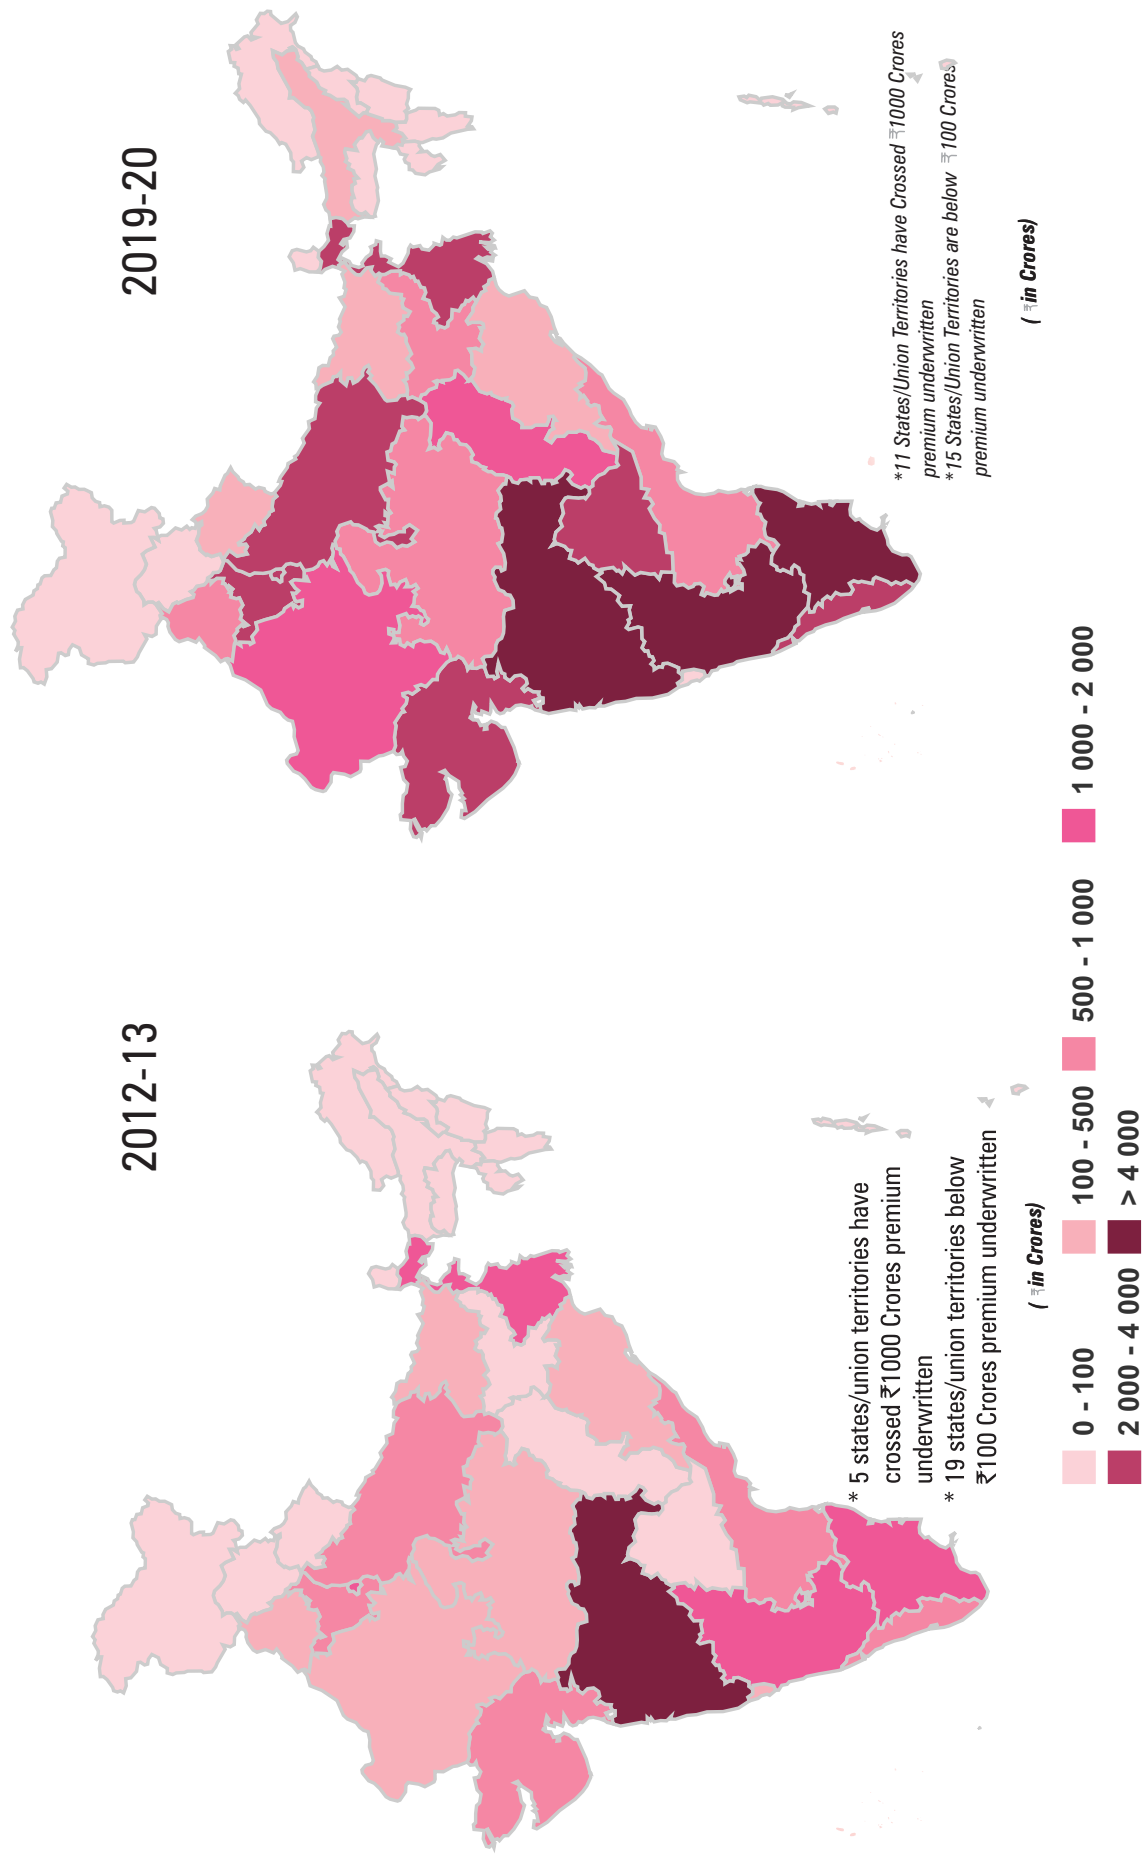 2012-13
* 5 states/union territories have
crossed ₹1000 Crores premium
underwritten
* 19 states/union territories below
₹100 Crores premium underwritten
( ₹in Crores)
2019-20
*11 States/Union Territories have Crossed ₹1000 Crores
premium underwritten
*15 States/Union Territories are below ₹100 Crores
premium underwritten
( ₹in Crores)
0 - 100
100 - 500
500 - 1 000
1 000 - 2 000
2 000 - 4 000
> 4 000